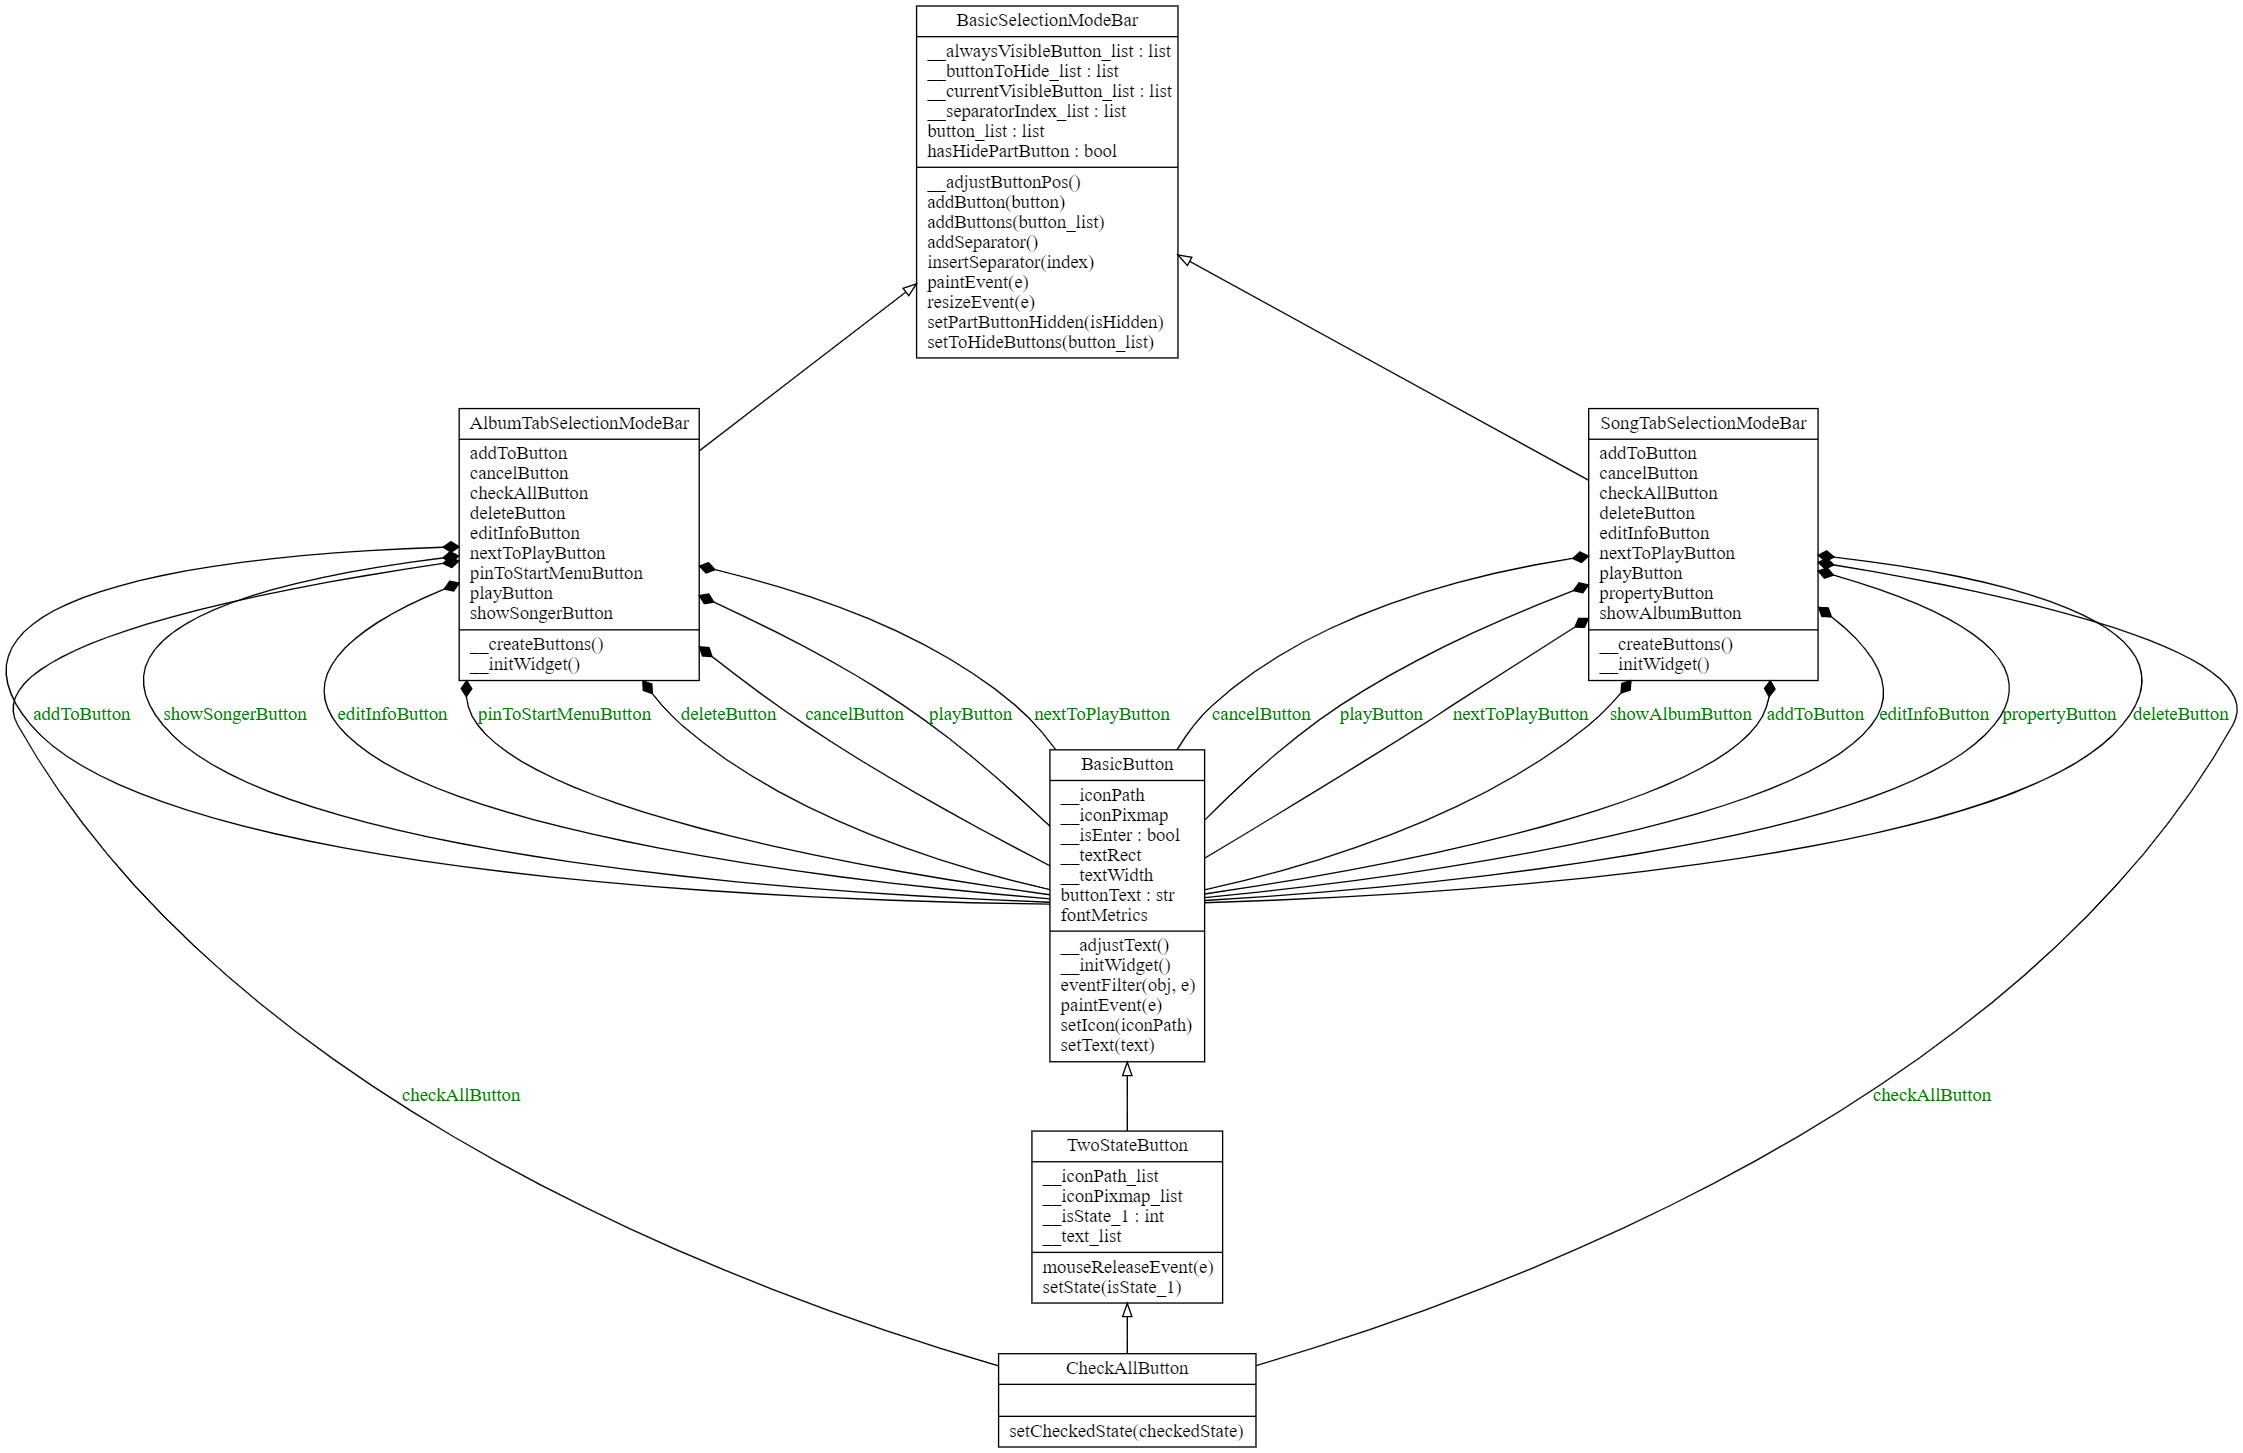 BasicSelectionModeBar
__alwaysVisibleButton_list : list
__buttonToHide_list : list
__currentVisibleButton_list : list
__separatorIndex_list : list
button_list : list
hasHidePartButton : bool
__adjustButtonPos()
addButton(button)
addButtons(button_list)
addSeparator()
insertSeparator(index)
paintEvent(e)
resizeEvent(e)
setPartButtonHidden(isHidden)
setToHideButtons(button_list)
AlbumTabSelectionModeBar
addToButton
cancelButton
checkAllButton
deleteButton
editInfoButton
nextToPlayButton
pinToStartMenuButton
playButton
showSongerButton
__createButtons()
__initWidget()
SongTabSelectionModeBar
addToButton
cancelButton
checkAllButton
deleteButton
editInfoButton
nextToPlayButton
playButton
propertyButton
showAlbumButton
__createButtons()
__initWidget()
addToButton
showSongerButton
editInfoButton
pinToStartMenuButton
deleteButton
cancelButton
playButton
nextToPlayButton
cancelButton
playButton
nextToPlayButton
showAlbumButton
addToButton
editInfoButton
propertyButton
deleteButton
BasicButton
__iconPath
__iconPixmap
__isEnter : bool
__textRect
__textWidth
buttonText : str
fontMetrics
__adjustText()
__initWidget()
eventFilter(obj, e)
paintEvent(e)
setIcon(iconPath)
setText(text)
checkAllButton
checkAllButton
TwoStateButton
__iconPath_list
__iconPixmap_list
__isState_1 : int
__text_list
mouseReleaseEvent(e)
setState(isState_1)
CheckAllButton
setCheckedState(checkedState)